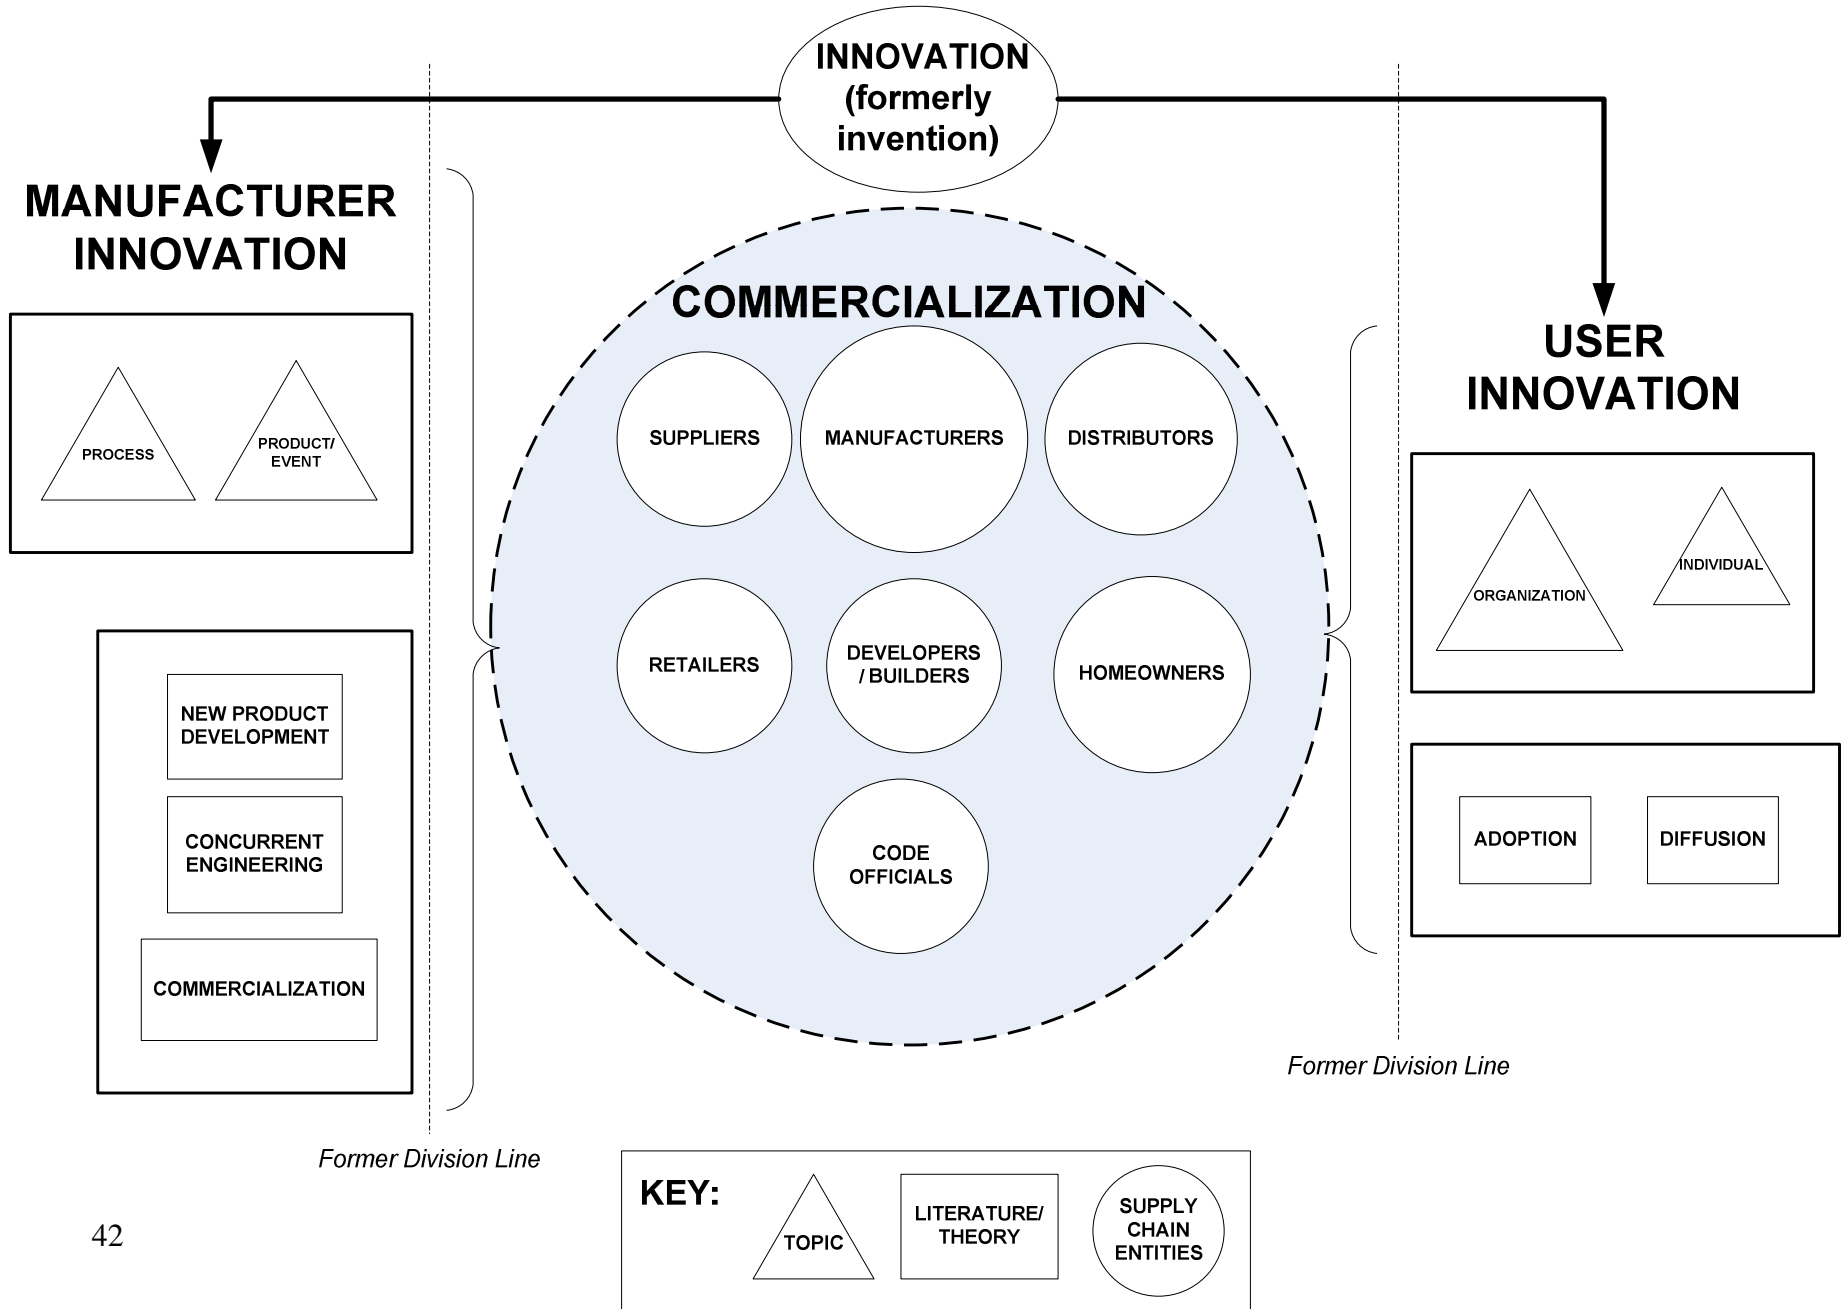 INNOVATION
(formerly
invention)
MANUFACTURER
INNOVATION
PROCESS
PRODUCT/
EVENT
NEW PRODUCT
DEVELOPMENT
CONCURRENT
ENGINEERING
COMMERCIALIZATION
Former Division Line
COMMERCIALIZATION
SUPPLIERS
MANUFACTURERS
DISTRIBUTORS
RETAILERS
DEVELOPERS
/ BUILDERS
HOMEOWNERS
CODE
OFFICIALS
USER
INNOVATION
ORGANIZATION
INDIVIDUAL
ADOPTION
DIFFUSION
Former Division Line
KEY:
TOPIC
LITERATURE/
THEORY
SUPPLY
CHAIN
ENTITIES
42